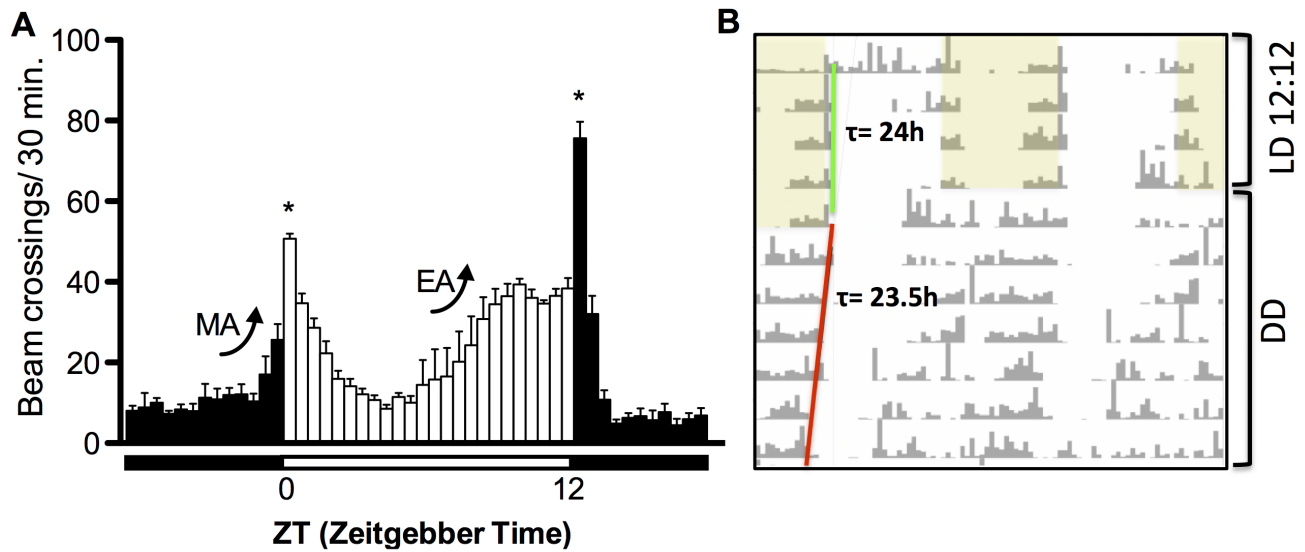 A
Beam crossings/ 30 min.
100
80
60
40
20
0
*
*
MA
EA
0
12
ZT (Zeitgebber Time)
B
τ= 24h
τ= 23.5h
LD 12:12
DD